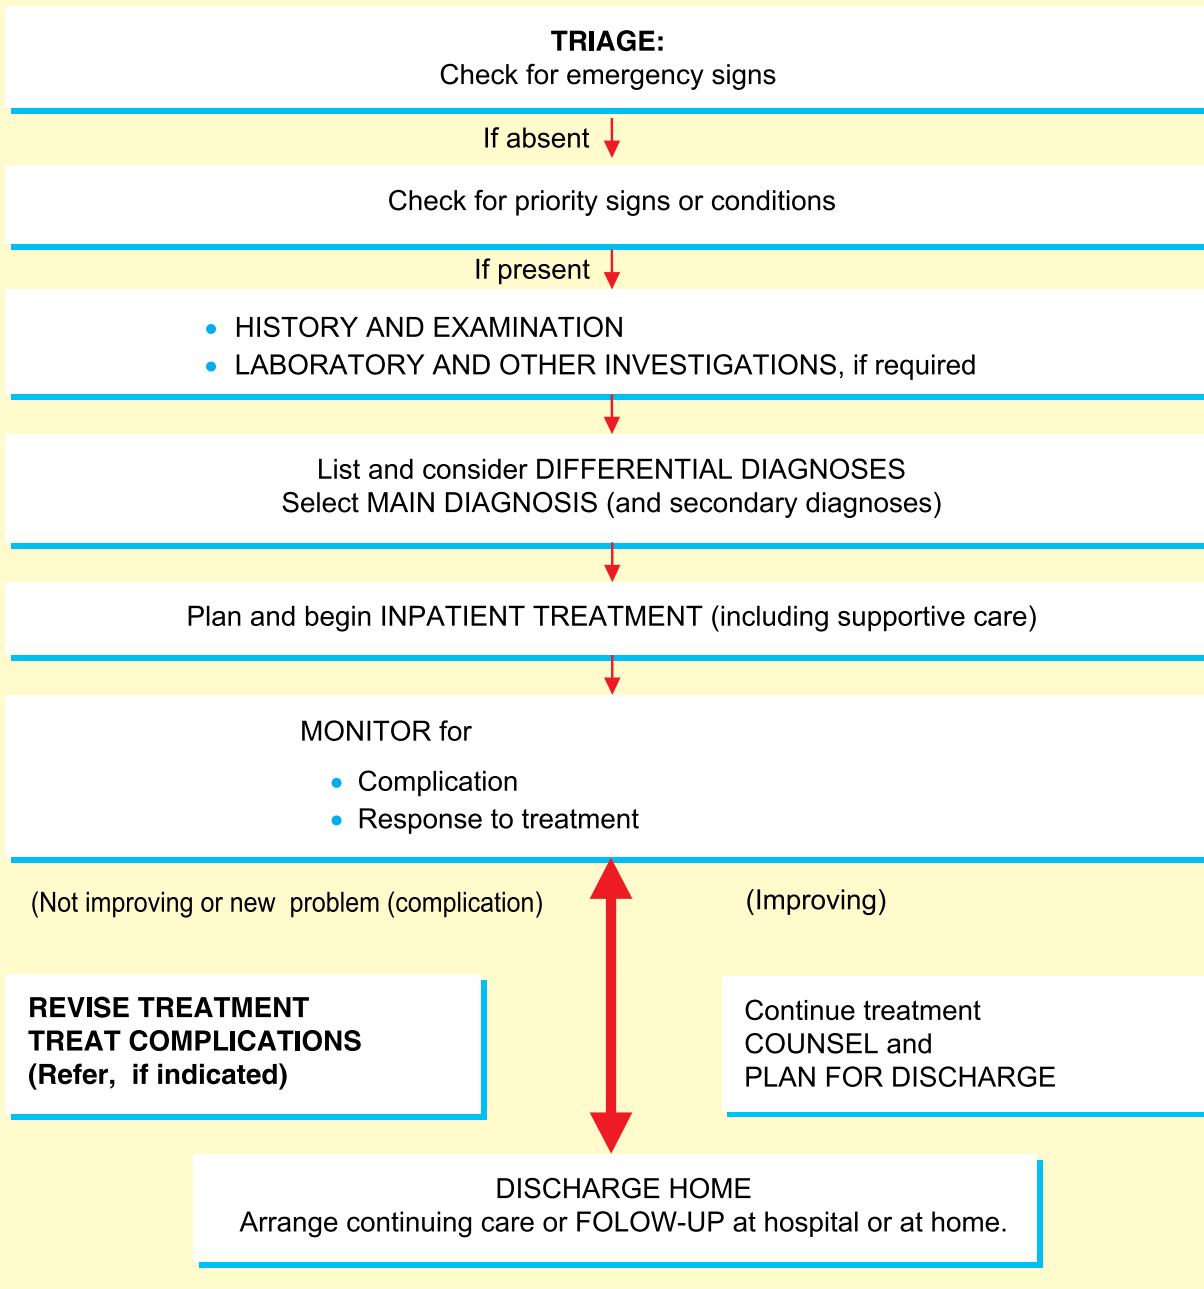 TRIAGE:
Check for emergency signs
If absent
Check for priority signs or conditions
If present
• HISTORY AND EXAMINATION
• LABORATORY AND OTHER INVESTIGATIONS, if required
List and consider DIFFERENTIAL DIAGNOSES
Select MAIN DIAGNOSIS (and secondary diagnoses)
Plan and begin INPATIENT TREATMENT (including supportive care)
MONITOR for
• Complication
• Response to treatment
(Not improving or new  problem (complication)
(Improving)
REVISE TREATMENT
TREAT COMPLICATIONS
(Refer,  if indicated)
Continue treatment
COUNSEL and
PLAN FOR DISCHARGE
DISCHARGE HOME
Arrange continuing care or FOLOW-UP at hospital or at home.